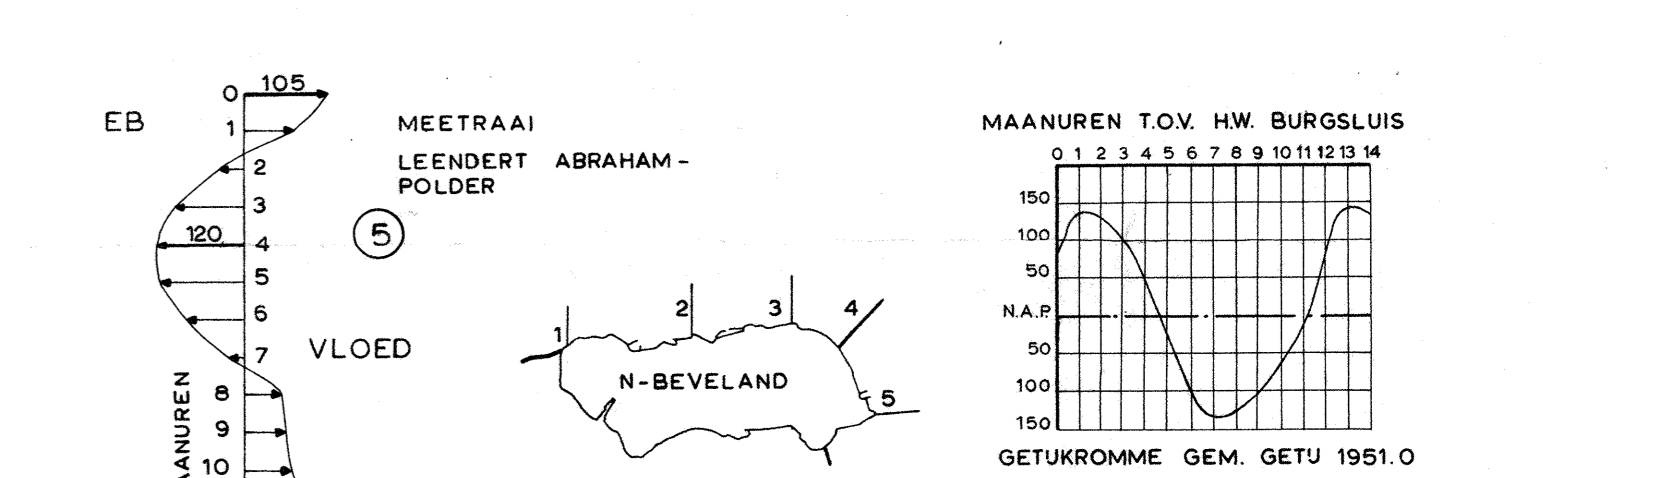 EB
VLOED
105
0
1
2
3
120
4
5
6
7
8
9
10
MEETRAAI
LEENDERT ABRAHAM-
POLDER
5
1
2
3
4
5
N-BEVELAND
MAANUREN T.O.V. H.W. BURGSLUIS
0 1 2 3 4 5 6 7 8 9 10 11 12 13 14
150
100
50
N.A.P.
50
100
150
GETIJKROMME GEM. GETIJ 1951.0